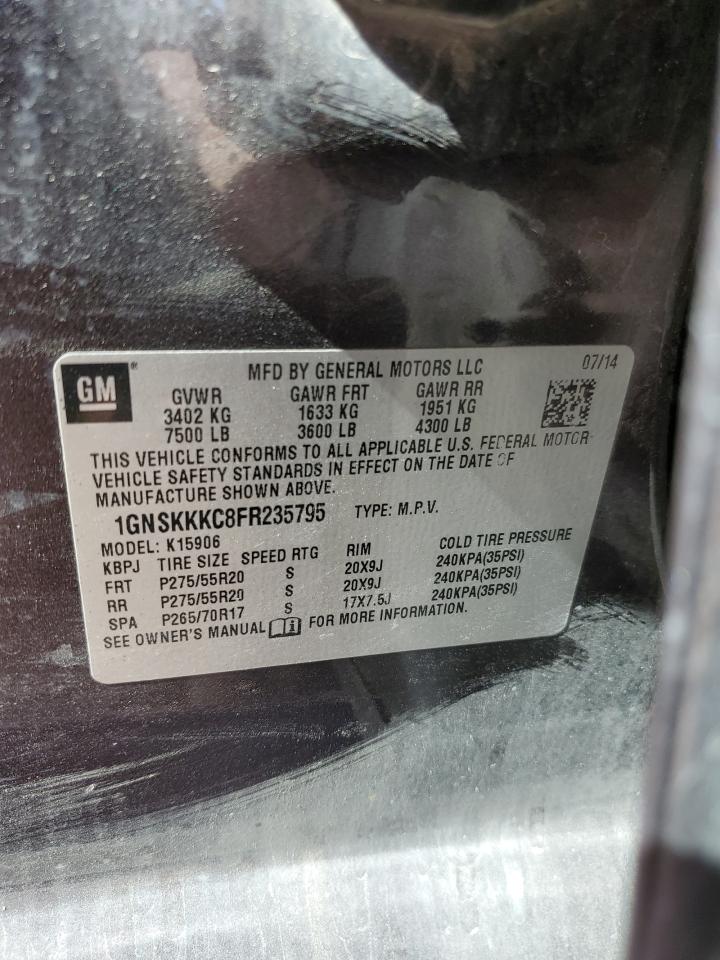 GM ®
MFD BY GENERAL MOTORS LLC 07/14
GVWR GAWR FRT GAWR RR
3402 KG 1633 KG 1951 KG
7500 LB 3600 LB 4300 LB
THIS VEHICLE CONFORMS TO ALL APPLICABLE U.S. FEDERAL MOTOR
VEHICLE SAFETY STANDARDS IN EFFECT ON THE DATE OF
MANUFACTURE SHOWN ABOVE.
1GNSKKKC8FR235795 TYPE: M.P.V.
MODEL: K15906
KBPJ TIRE SIZE SPEED RTG RIM COLD TIRE PRESSURE
FRT P275/55R20 S 20X9J 240KPA(35PSI)
RR P275/55R20 S 20X9J 240KPA(35PSI)
SPA P265/70R17 S 17X7.5J 240KPA(35PSI)
SEE OWNER'S MANUAL i FOR MORE INFORMATION.